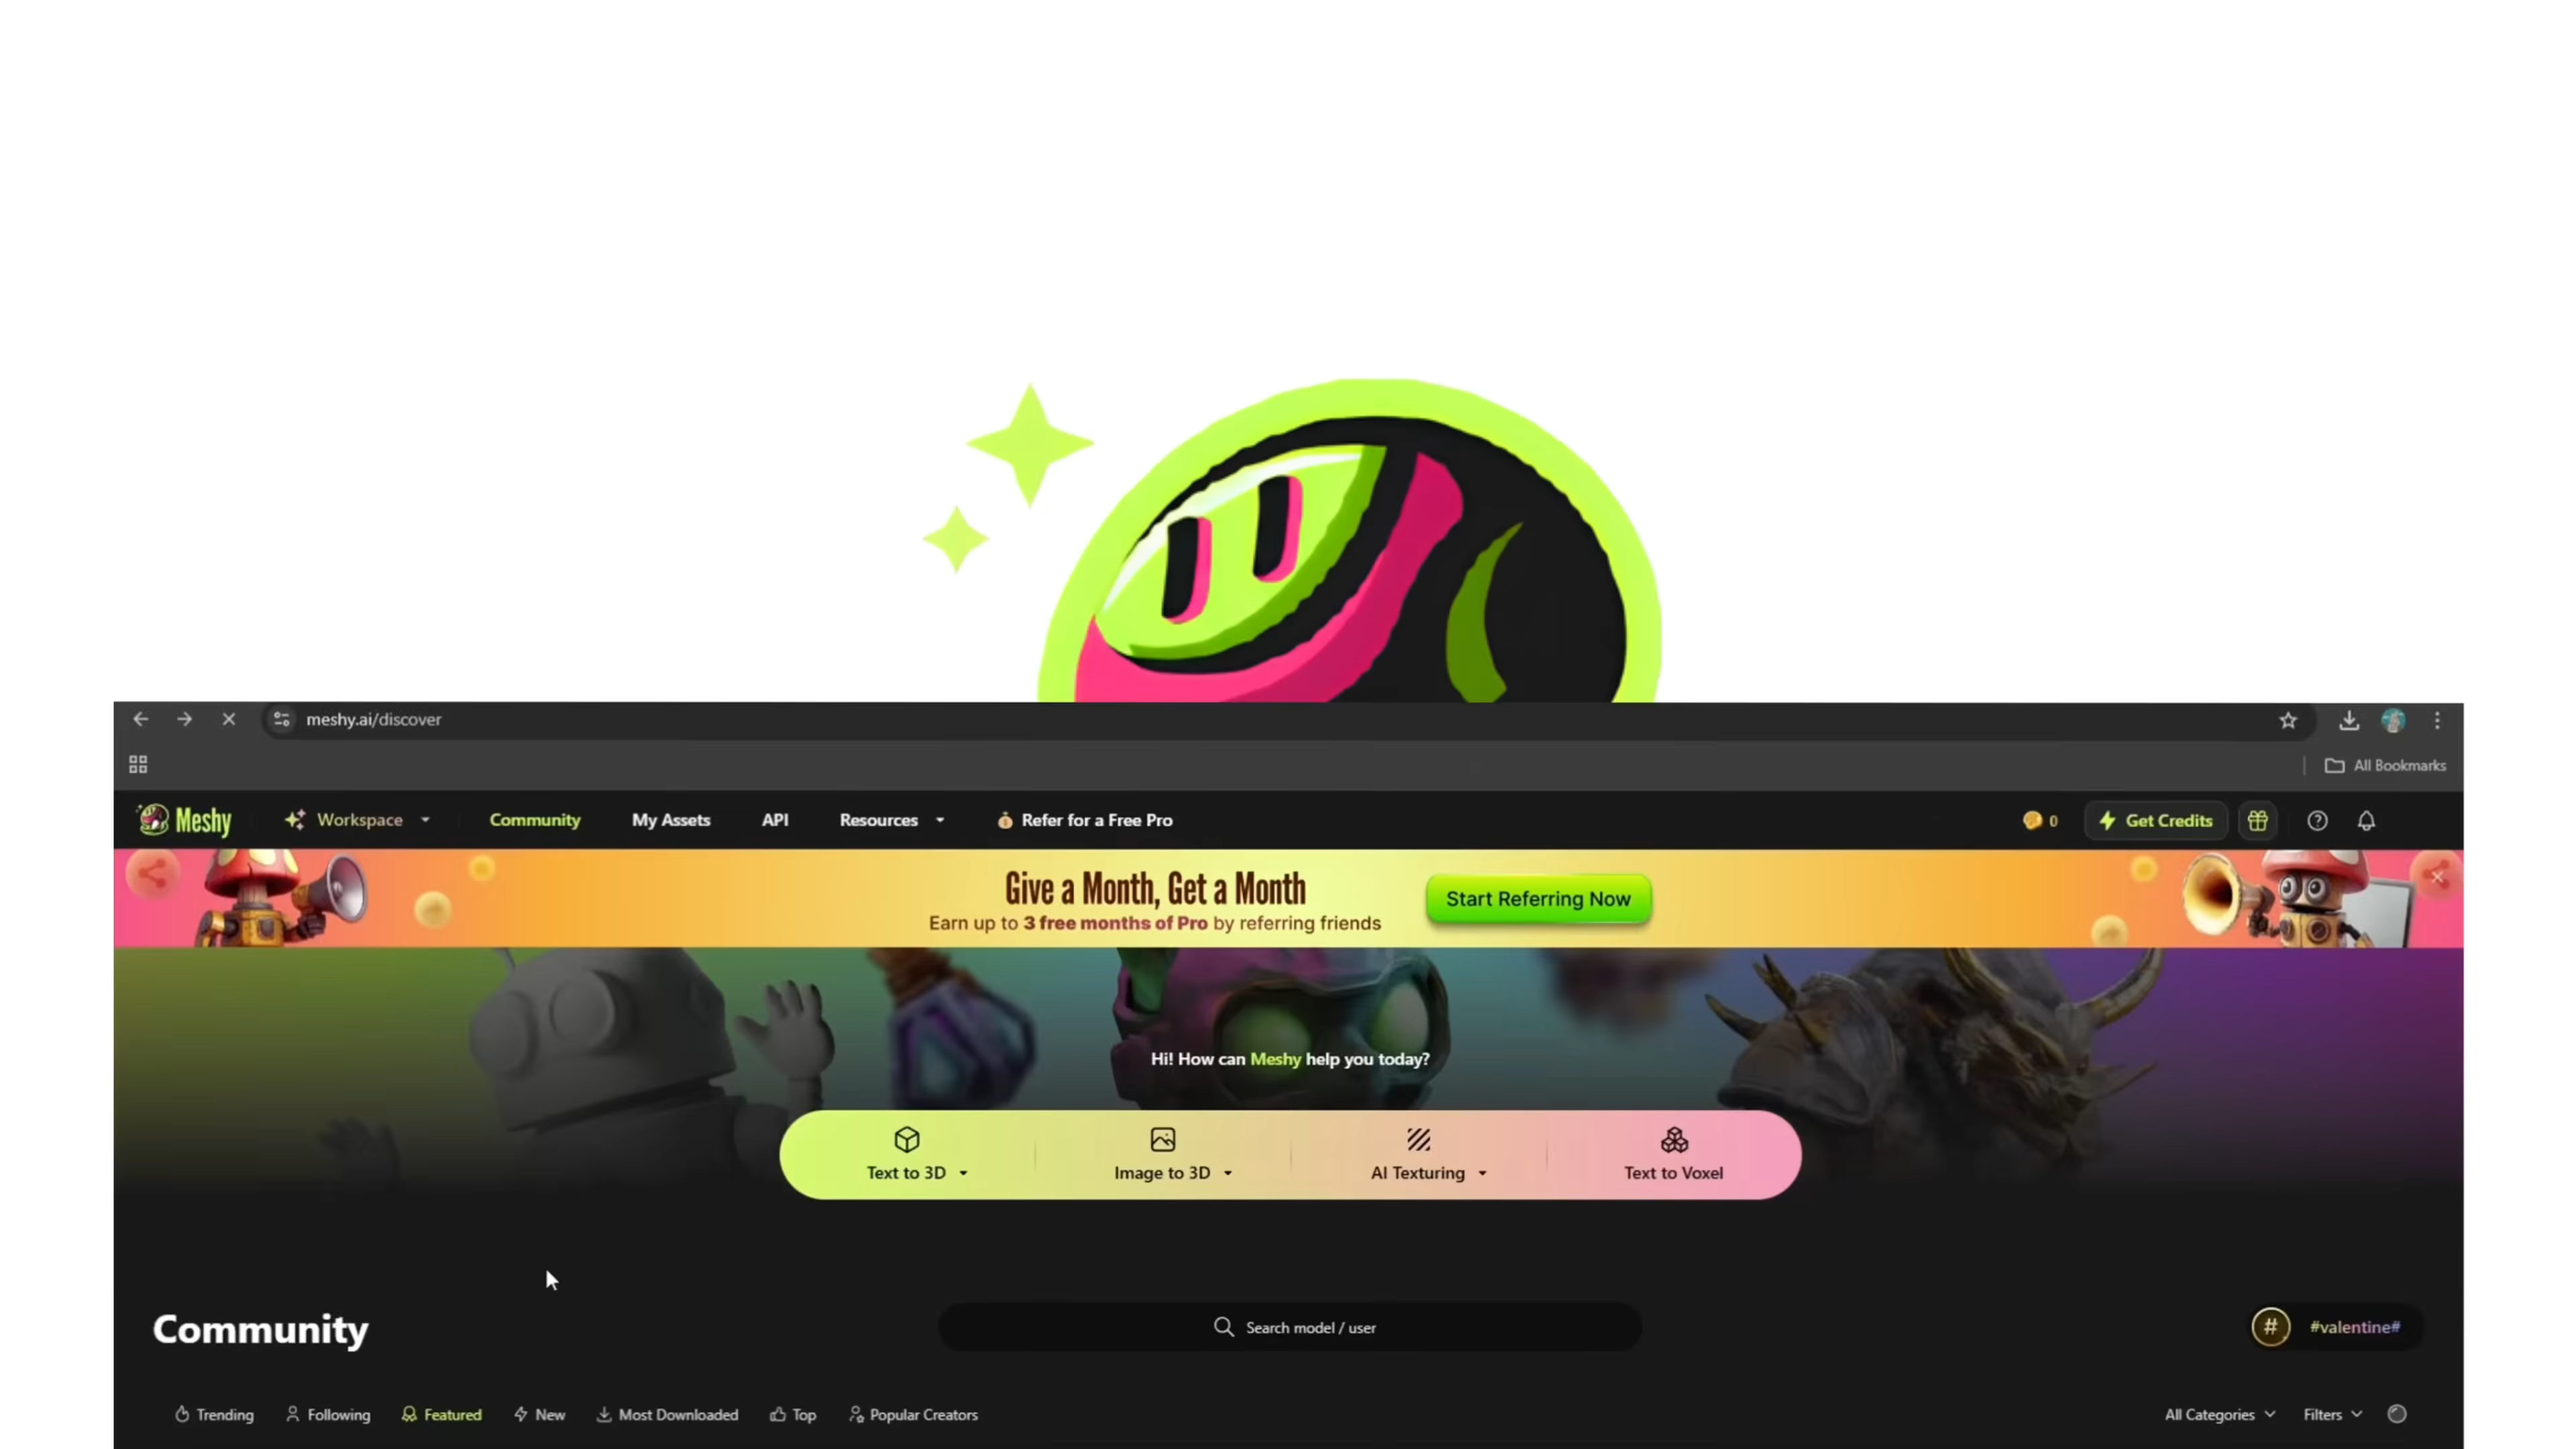 meshy.ai/discover
All Bookmarks
Meshy Workspace Community My Assets API Resources Refer for a Free Pro 0 Get Credits
Give a Month, Get a Month
Earn up to 3 free months of Pro by referring friends
Start Referring Now
Hi! How can Meshy help you today?
Text to 3D Image to 3D AI Texturing Text to Voxel
Community
Search model / user
# #valentine#
Trending Following Featured New Most Downloaded Top Popular Creators All Categories Filters